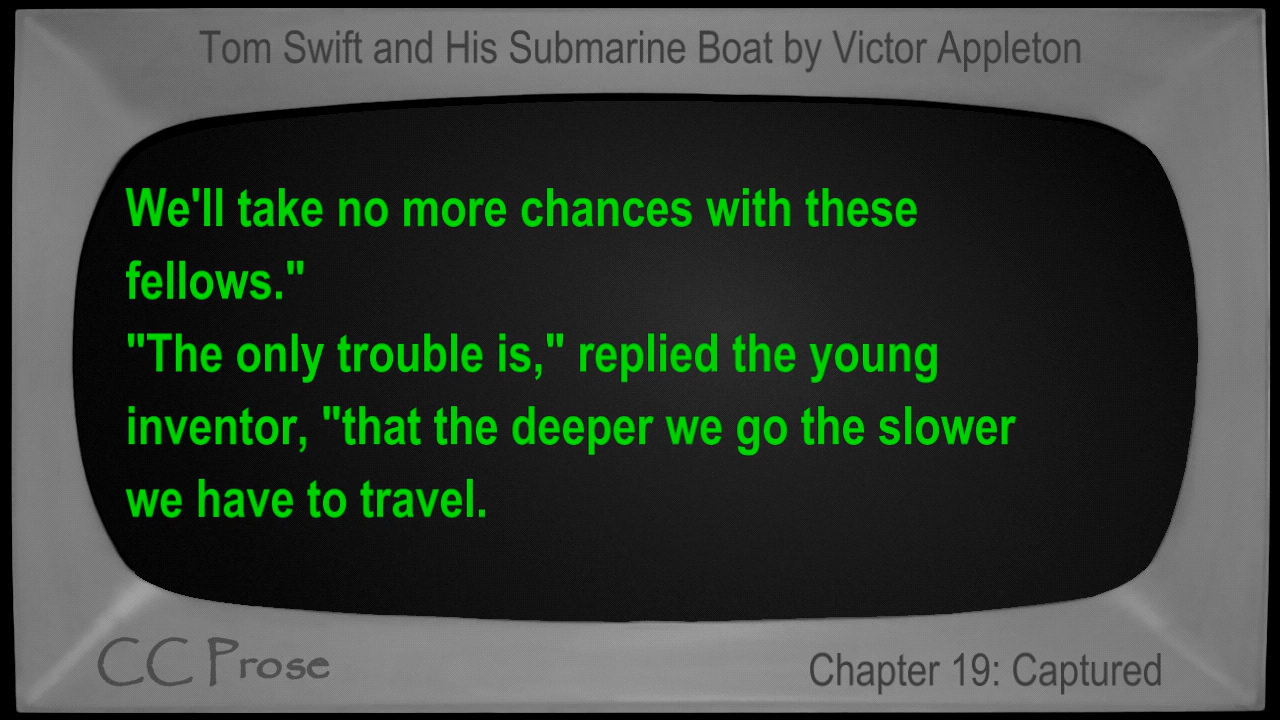 Tom Swift and His Submarine Boat by Victor Appleton
We'll take no more chances with these
fellows."
"The only trouble is," replied the young
inventor, "that the deeper we go the slower
we have to travel.
CC Prose
Chapter 19: Captured